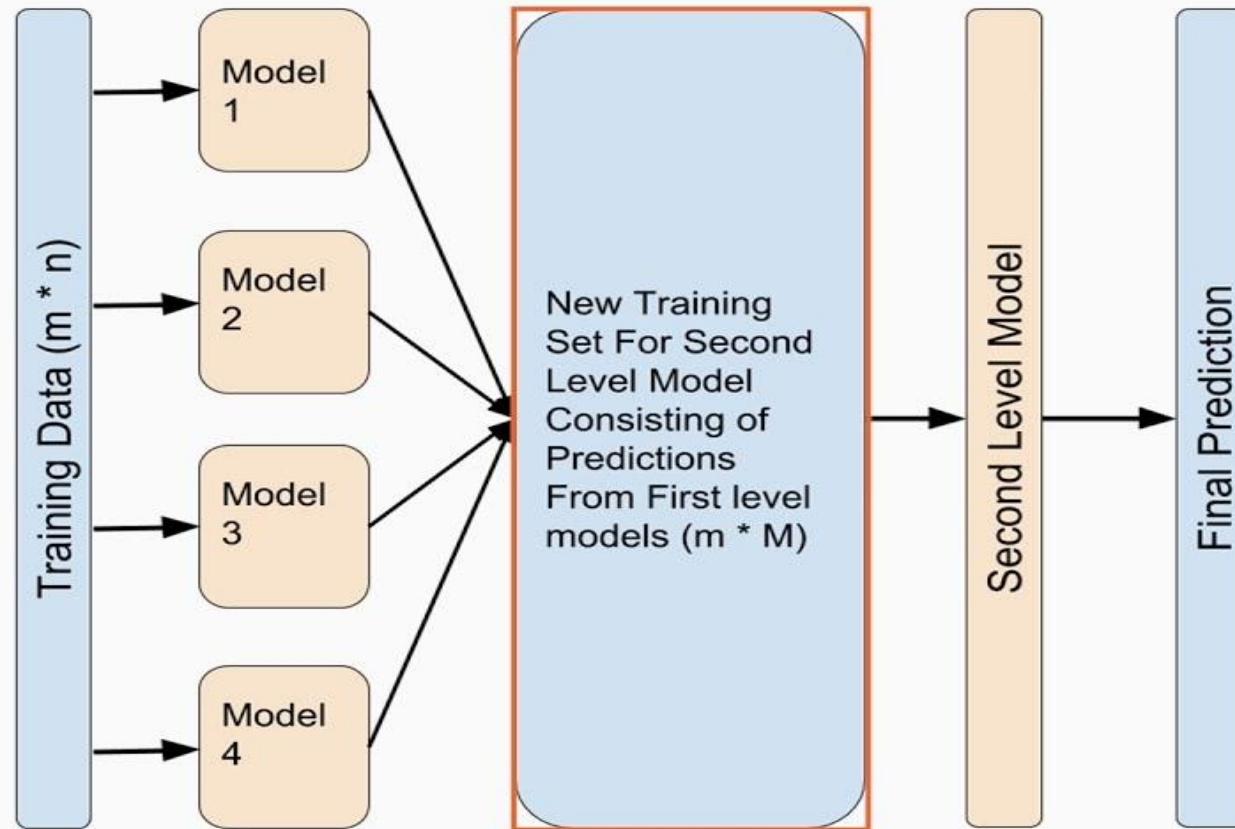 Training Data (m * n)
Model
1
Model
2
Model
3
Model
4
New Training
Set For Second
Level Model
Consisting of
Predictions
From First level
models (m * M)
Second Level Model
Final Prediction